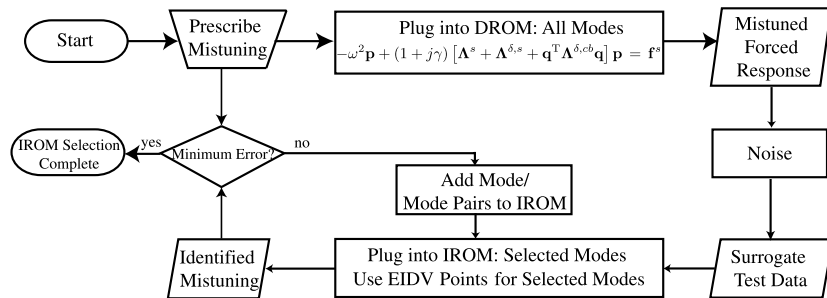 Start
Prescribe
Mistuning
Plug into DROM: All Modes
−ω²p + (1 + jγ) [Λˢ + Λ^{δ,s} + qᵀΛ^{δ,cb}q] p = fˢ
Mistuned
Forced
Response
IROM Selection
Complete
yes
Minimum Error?
no
Noise
Add Mode/
Mode Pairs to IROM
Identified
Mistuning
Plug into IROM: Selected Modes
Use EIDV Points for Selected Modes
Surrogate
Test Data